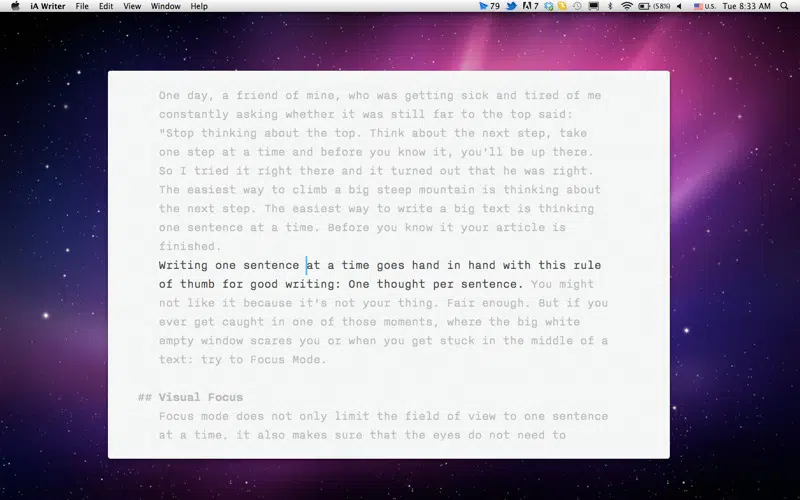 iA Writer File Edit View Window Help 79 7 (58%) U.S. Tue 8:33 AM
One day, a friend of mine, who was getting sick and tired of me
constantly asking whether it was still far to the top said:
"Stop thinking about the top. Think about the next step, take
one step at a time and before you know it, you'll be up there.
So I tried it right there and it turned out that he was right.
The easiest way to climb a big steep mountain is thinking about
the next step. The easiest way to write a big text is thinking
one sentence at a time. Before you know it your article is
finished.
Writing one sentence at a time goes hand in hand with this rule
of thumb for good writing: One thought per sentence. You might
not like it because it's not your thing. Fair enough. But if you
ever get caught in one of those moments, where the big white
empty window scares you or when you get stuck in the middle of a
text: try to Focus Mode.
## Visual Focus
Focus mode does not only limit the field of view to one sentence
at a time, it also makes sure that the eyes do not need to